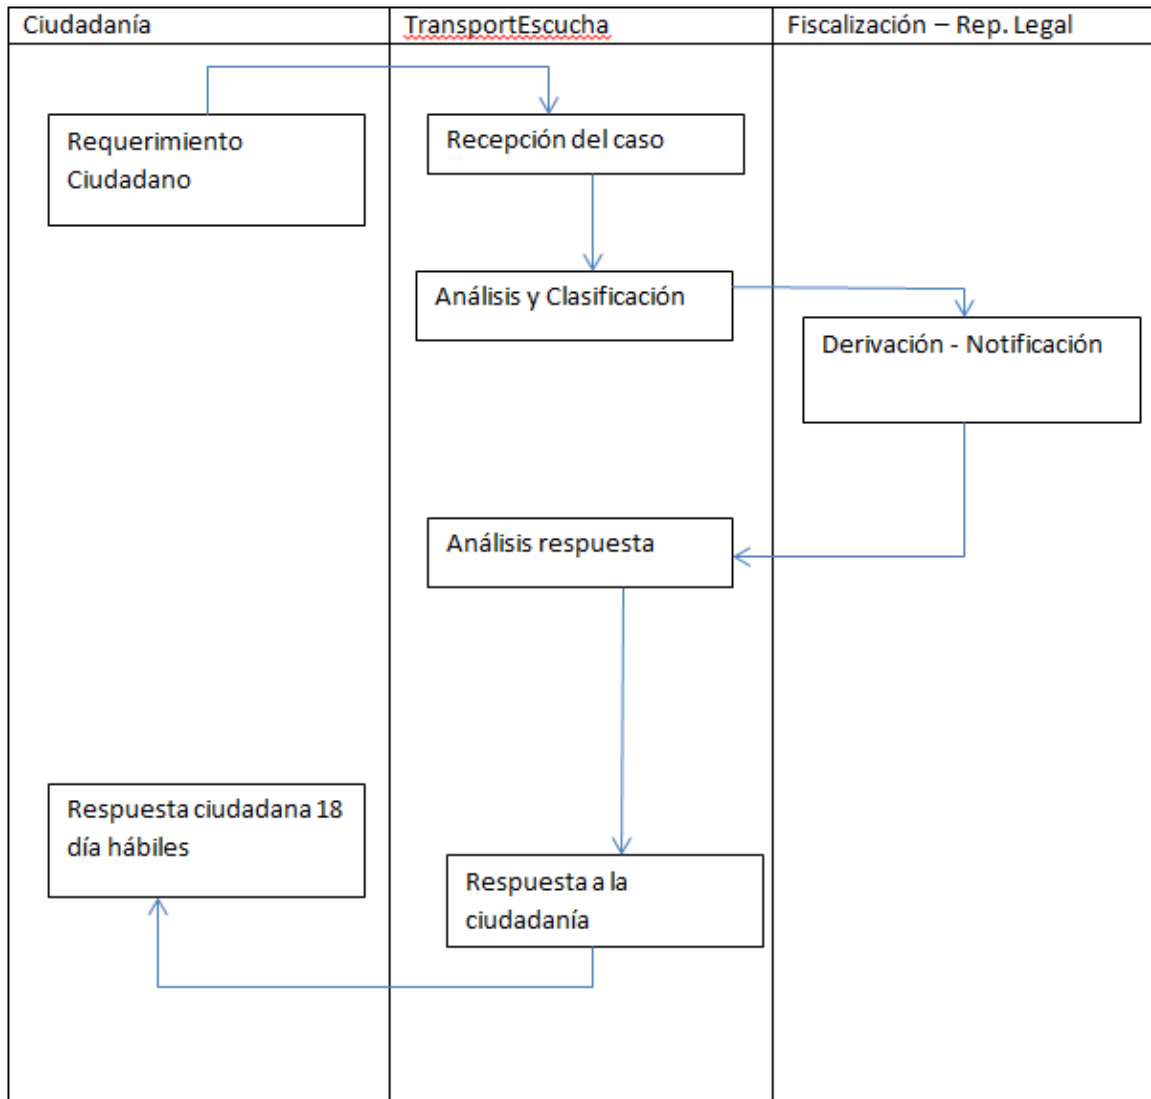 Ciudadanía
TransportEscucha
Fiscalización – Rep. Legal
Requerimiento
Ciudadano
Recepción del caso
Análisis y Clasificación
Derivación - Notificación
Análisis respuesta
Respuesta ciudadana 18
día hábiles
Respuesta a la
ciudadanía